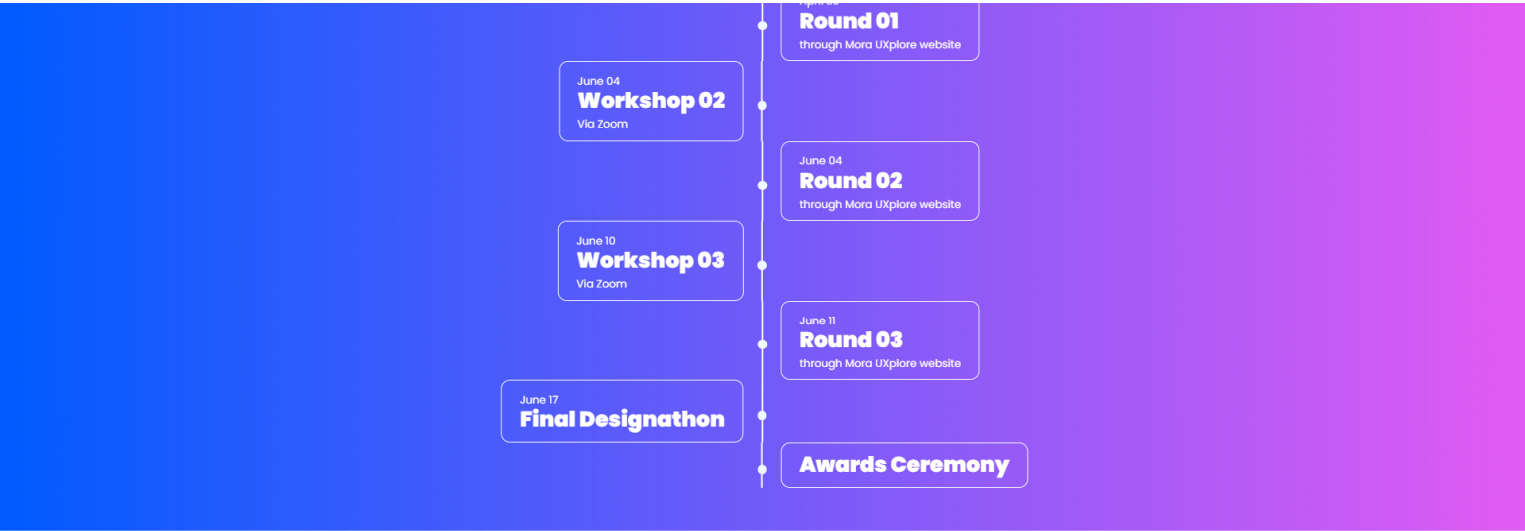 Round 01
through Mora UXplore website
June 04
Workshop 02
Via Zoom
June 04
Round 02
through Mora UXplore website
June 10
Workshop 03
Via Zoom
June 11
Round 03
through Mora UXplore website
June 17
Final Designathon
Awards Ceremony